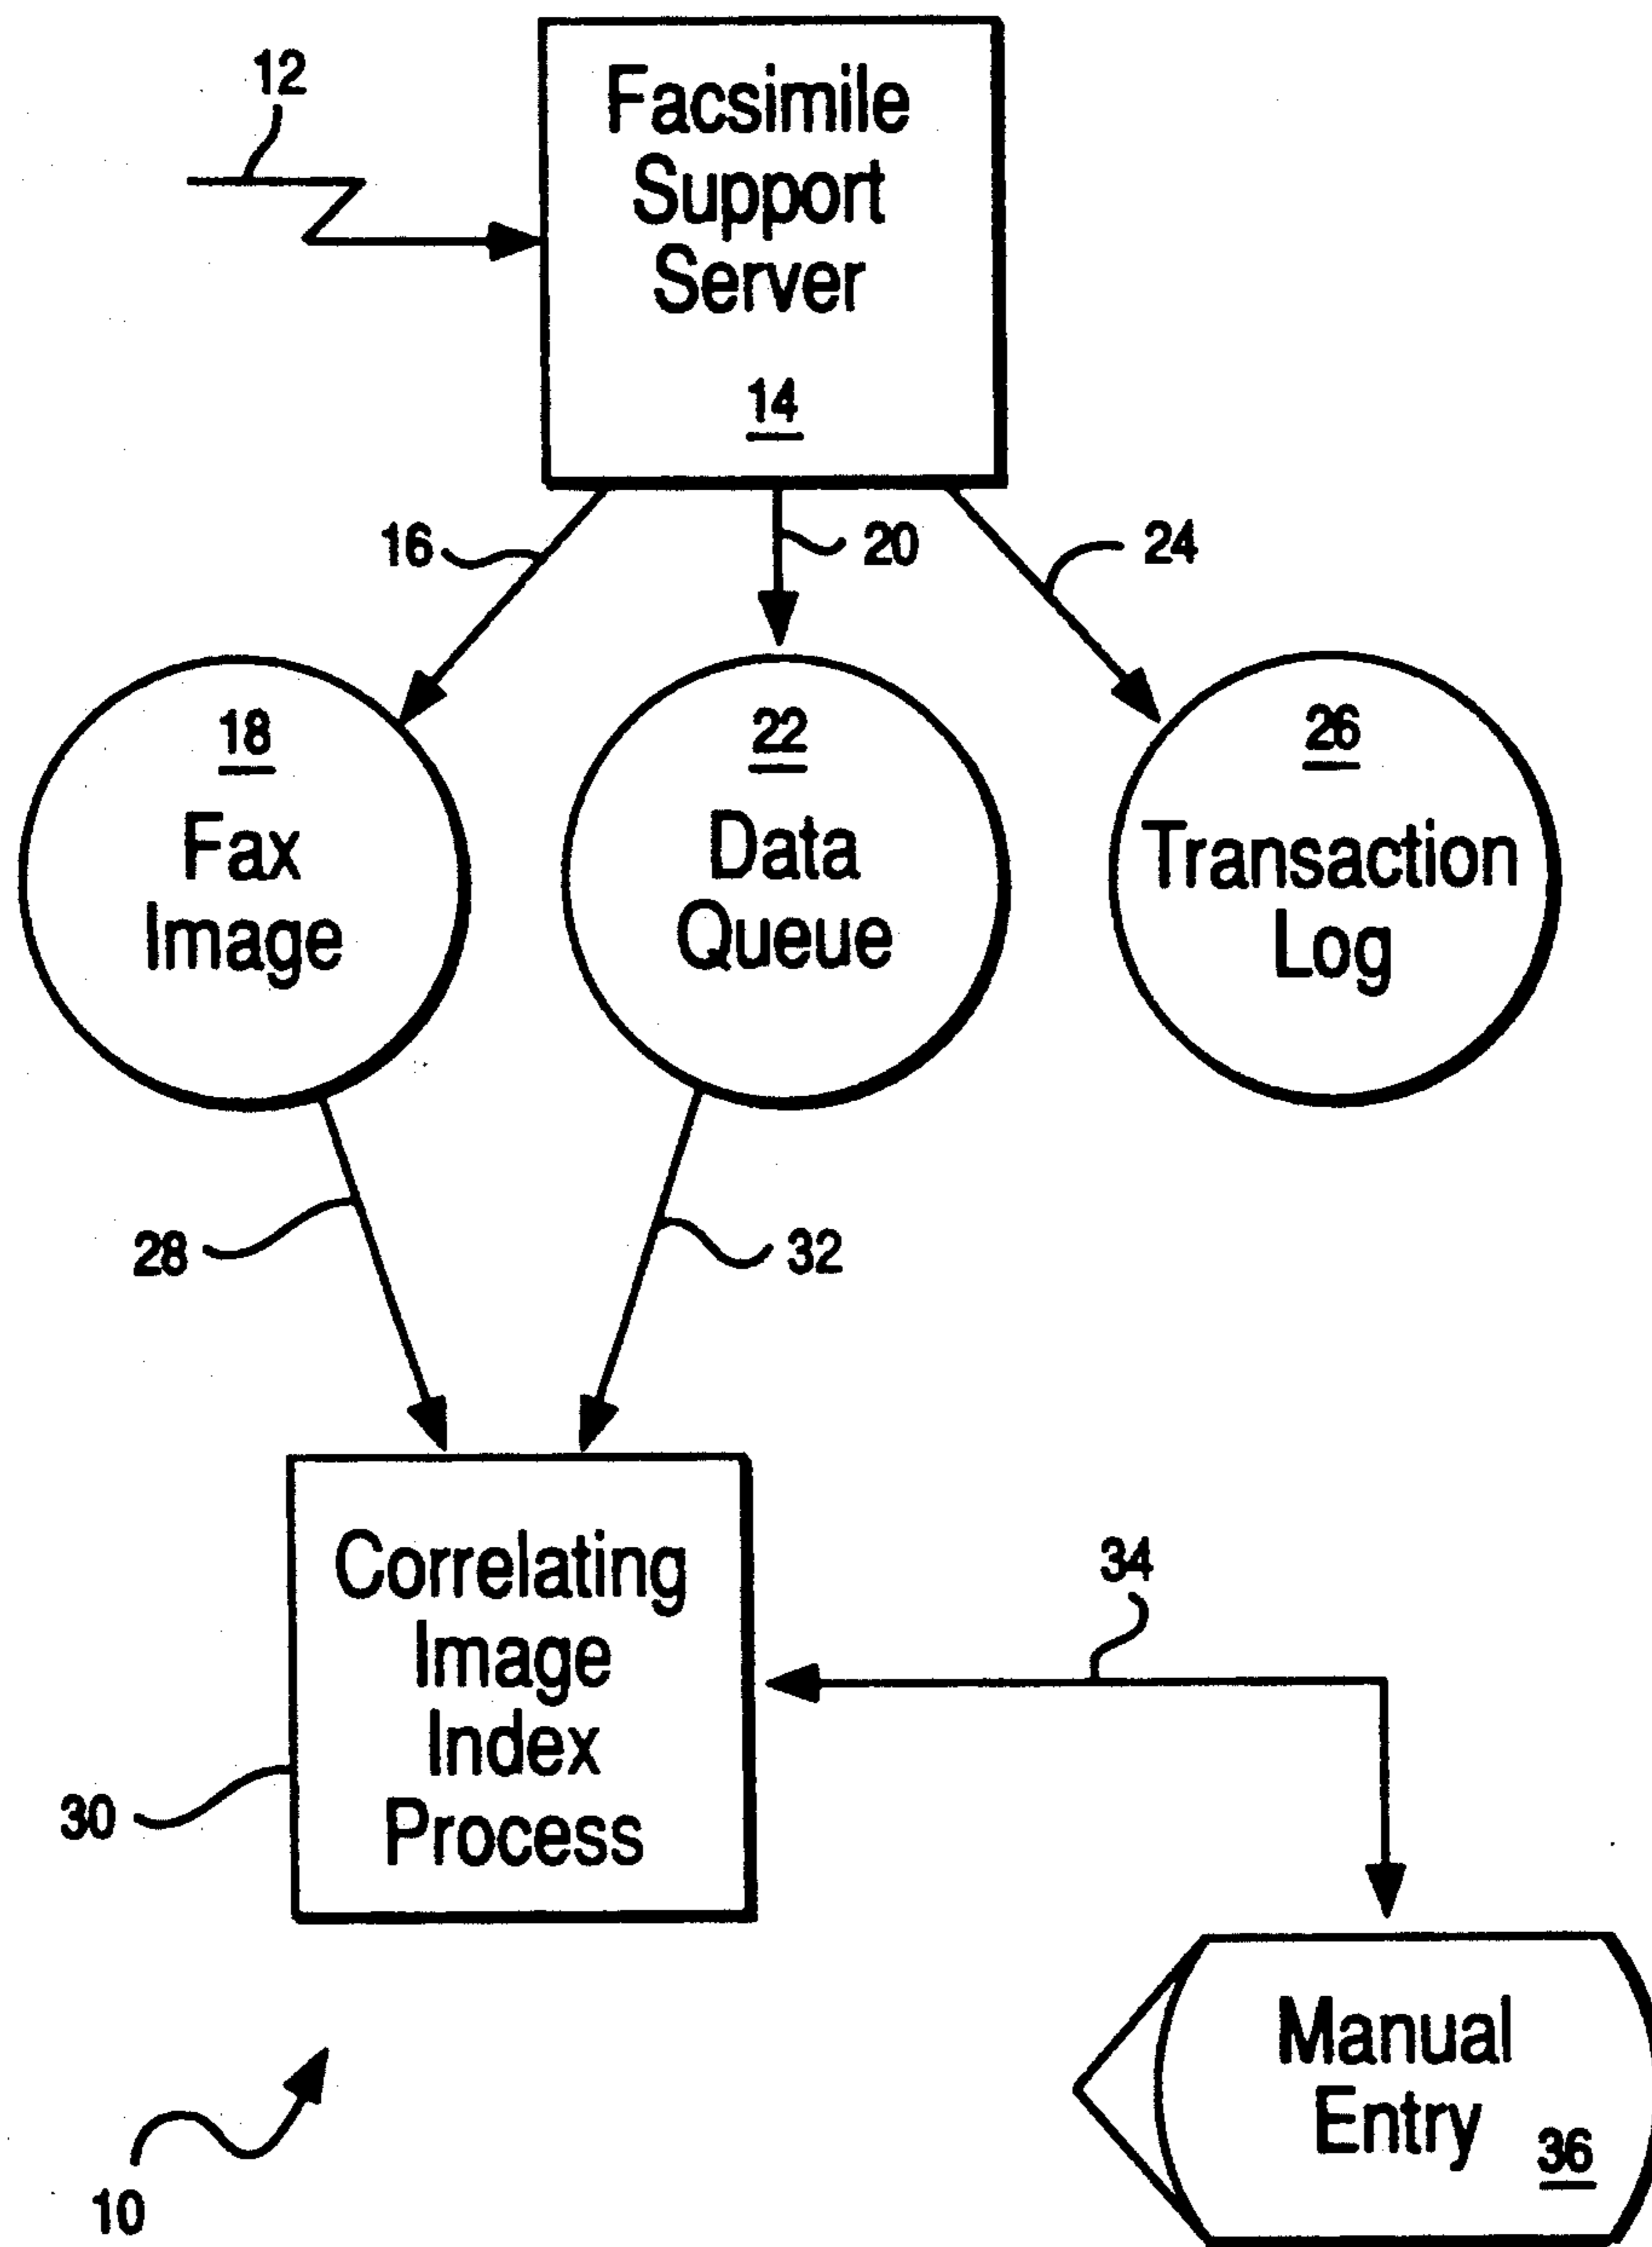 12
Facsimile
Support
Server
14
16
20
24
18
Fax
Image
22
Data
Queue
26
Transaction
Log
28
32
Correlating
Image
Index
Process
30
34
Manual
Entry
36
10